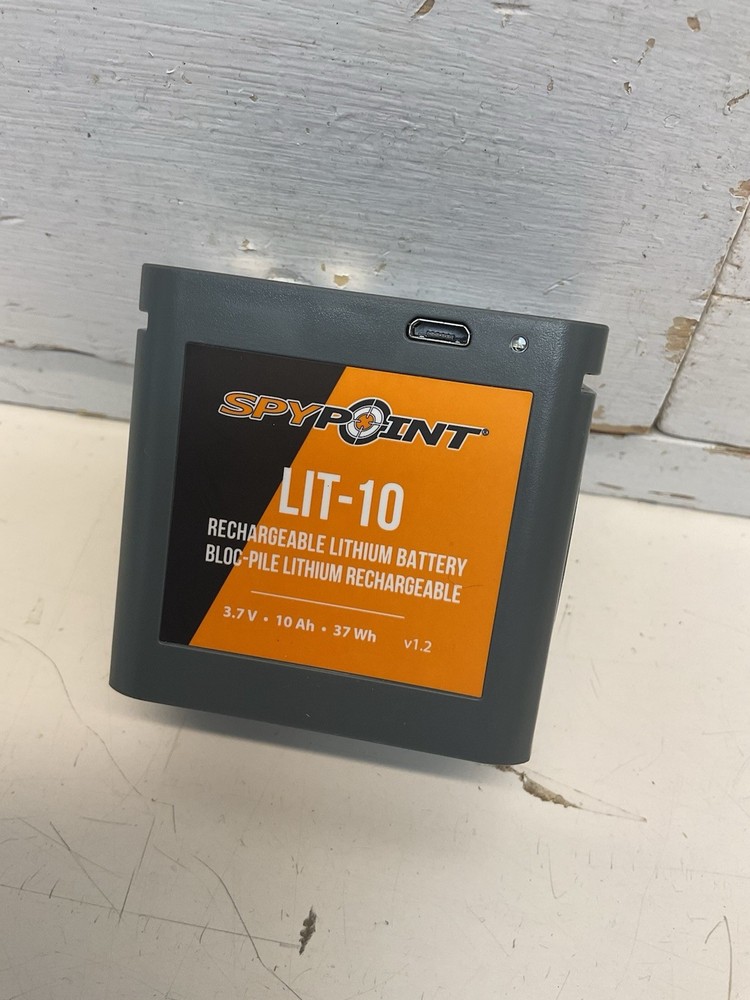 SPYPOINT
LIT-10
RECHARGEABLE LITHIUM BATTERY
BLOC-PILE LITHIUM RECHARGEABLE
3.7 V • 10 Ah • 37 Wh v1.2